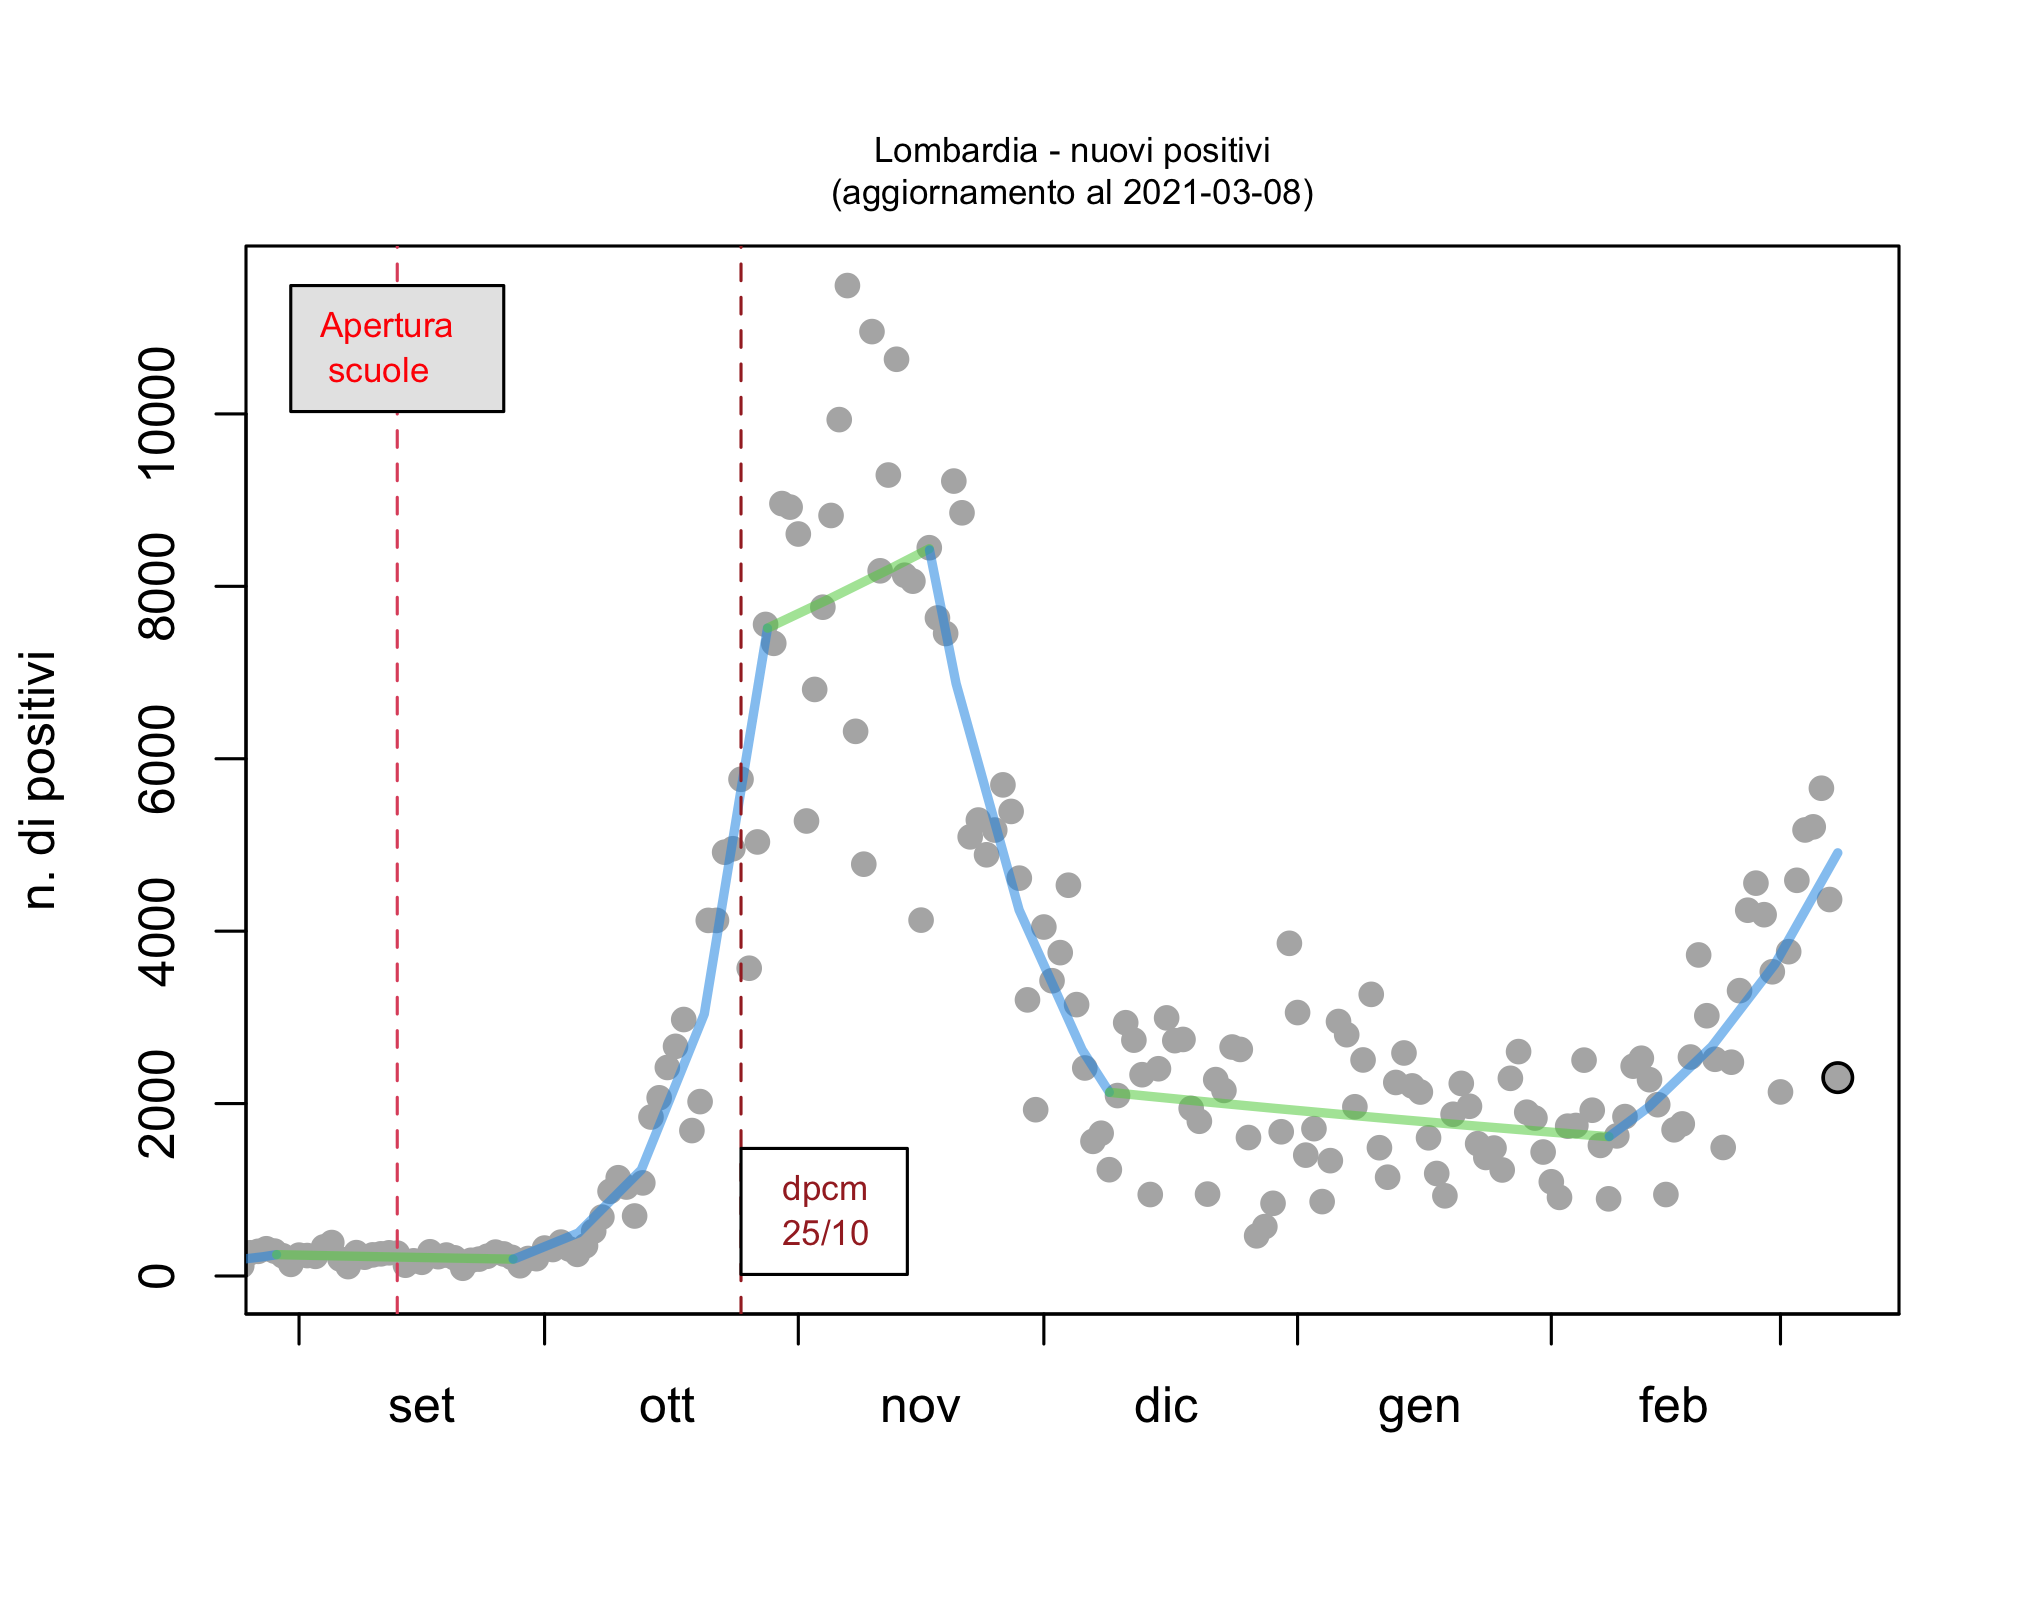 Lombardia - nuovi positivi
(aggiornamento al 2021-03-08)
Apertura
scuole
n. di positivi
10000
8000
6000
4000
2000
0
dpcm
25/10
set
ott
nov
dic
gen
feb